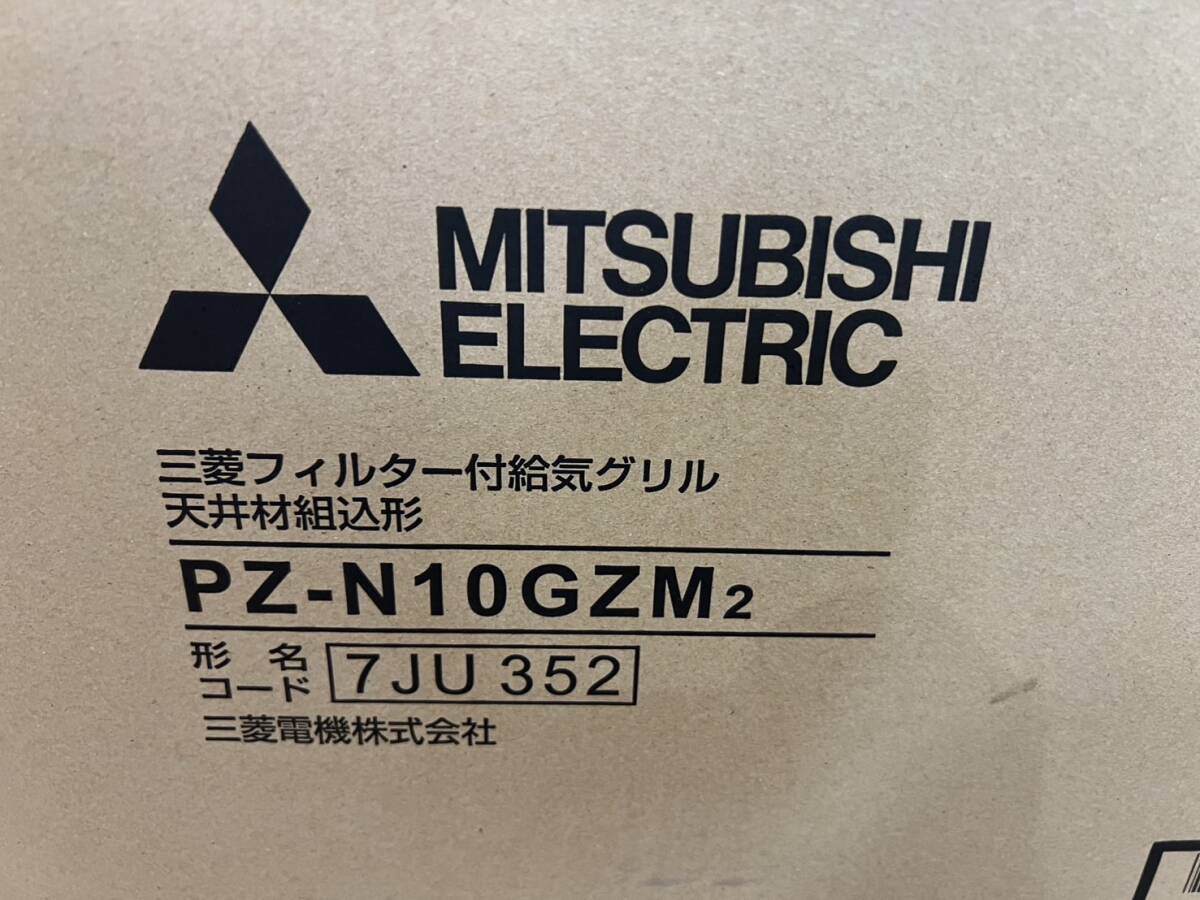 MITSUBISHI
ELECTRIC
三菱フィルター付給気グリル
天井材組込形
PZ-N10GZM2
形名
コード 7JU 352
三菱電機株式会社